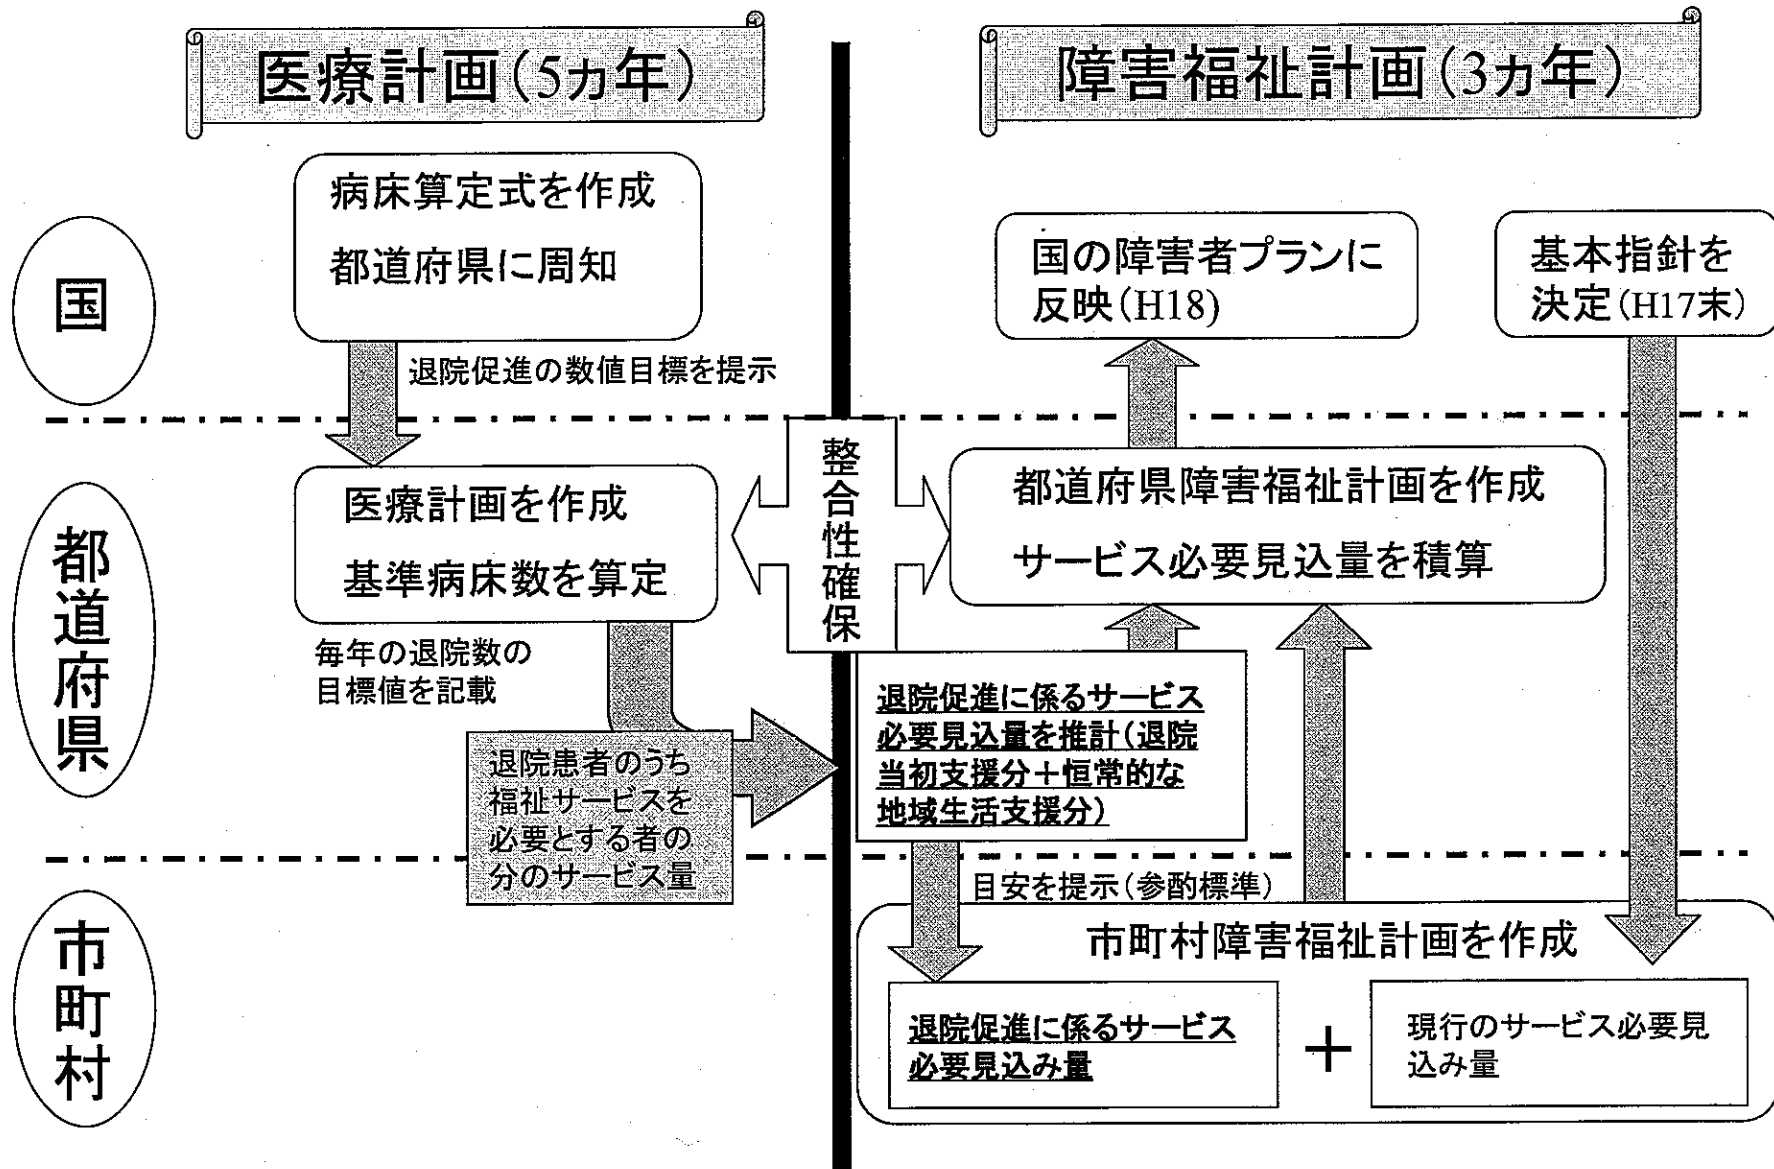 医療計画(5カ年)
障害福祉計画(3カ年)
国
病床算定式を作成
都道府県に周知
国の障害者プランに
反映(H18)
基本指針を
決定(H17末)
退院促進の数値目標を提示
都道府県
医療計画を作成
基準病床数を算定
整合性確保
都道府県障害福祉計画を作成
サービス必要見込量を積算
毎年の退院数の
目標値を記載
退院患者のうち
福祉サービスを
必要とする者の
分のサービス量
退院促進に係るサービス
必要見込量を推計(退院
当初支援分+恒常的な
地域生活支援分)
目安を提示(参酌標準)
市町村
市町村障害福祉計画を作成
退院促進に係るサービス
必要見込み量
+
現行のサービス必要見
込み量